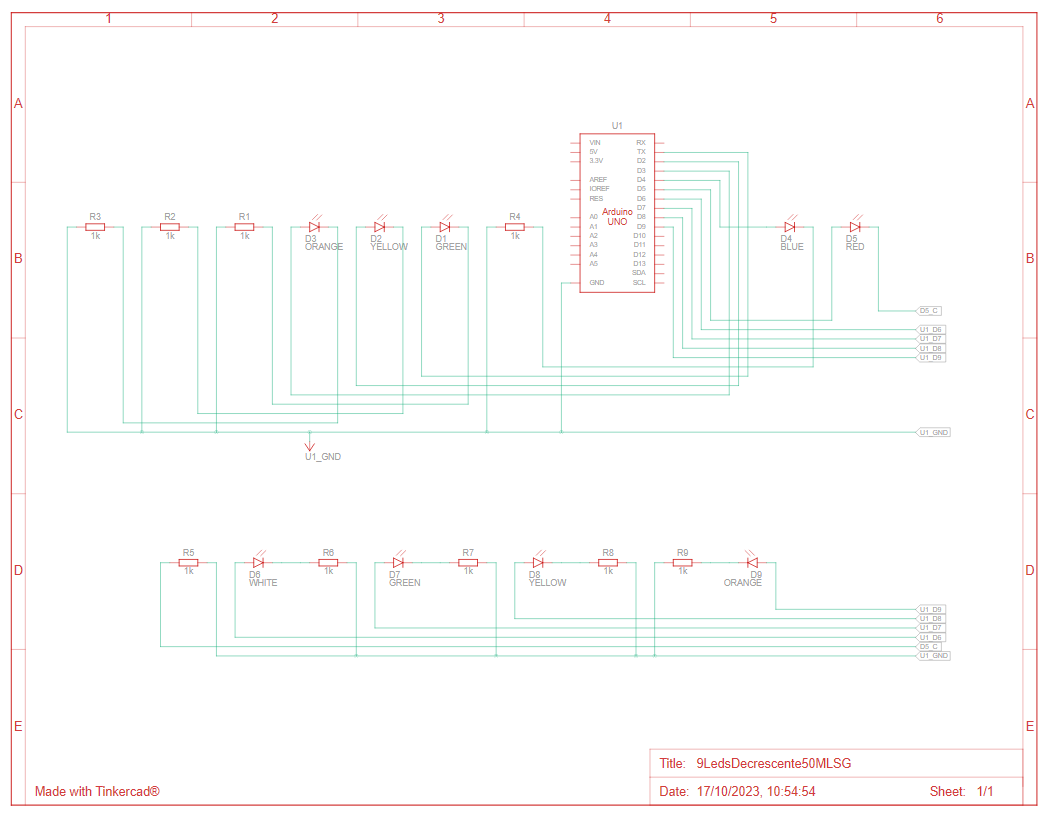 1 2 3 4 5 6
A A
U1
VIN RX
5V TX
3.3V D2
D3
AREF D4
IOREF D5
RES D6
D7
Arduino
UNO
A0 D8
A1 D9
A2 D10
A3 D11
A4 D12
A5 D13
SDA
GND SCL
R3 R2 R1 R4
1k 1k 1k 1k
D3 D2 D1 D4 D5
ORANGE YELLOW GREEN BLUE RED
B B
D5_C
U1_D6
U1_D7
U1_D8
U1_D9
C C
U1_GND
U1_GND
R5 R6 R7 R8 R9
1k 1k 1k 1k 1k
D6 D7 D8 D9
WHITE GREEN YELLOW ORANGE
D D
U1_D9
U1_D8
U1_D7
U1_D6
D5_C
U1_GND
E E
Title: 9LedsDecrescente50MLSG
Made with Tinkercad®
Date: 17/10/2023, 10:54:54 Sheet: 1/1